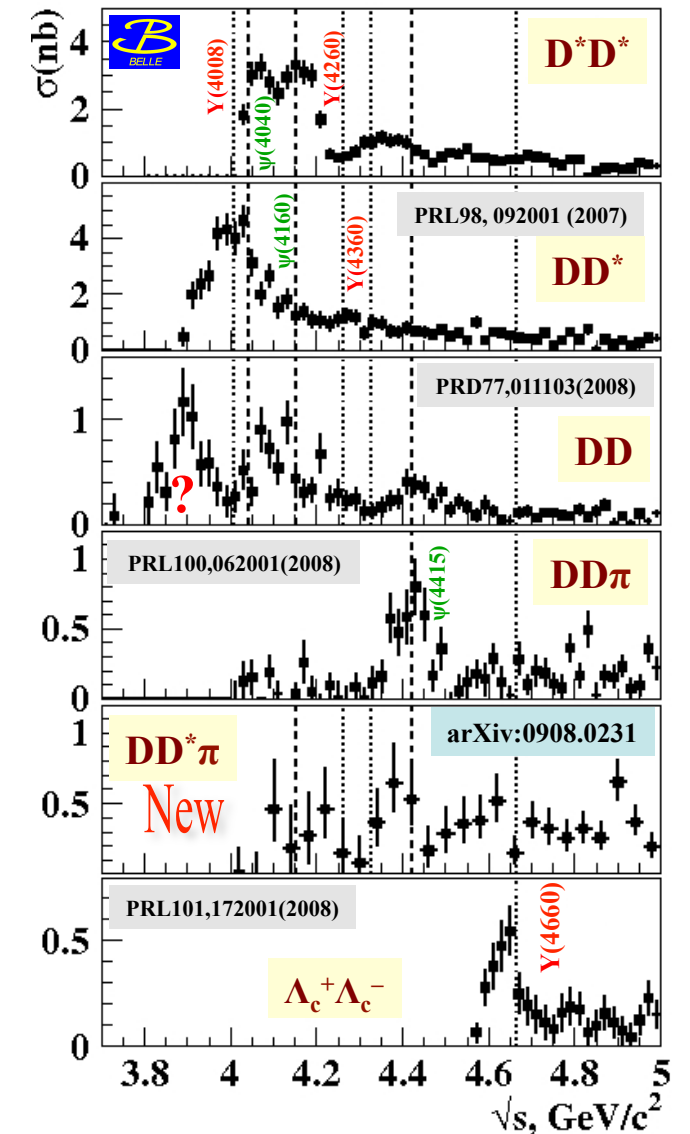 σ(nb)
B
BELLE
4
2
0
Y(4008)
ψ(4040)
Y(4260)
D*D*
6
4
2
0
ψ(4160)
Y(4360)
PRL98, 092001 (2007)
DD*
1
0
?
PRD77,011103(2008)
DD
1
0.5
0
PRL100,062001(2008)
ψ(4415)
DDπ
1
0.5
DD*π
New
arXiv:0908.0231
0.5
0
PRL101,172001(2008)
Λc+Λc−
Y(4660)
3.8 4 4.2 4.4 4.6 4.8 5
√s, GeV/c2